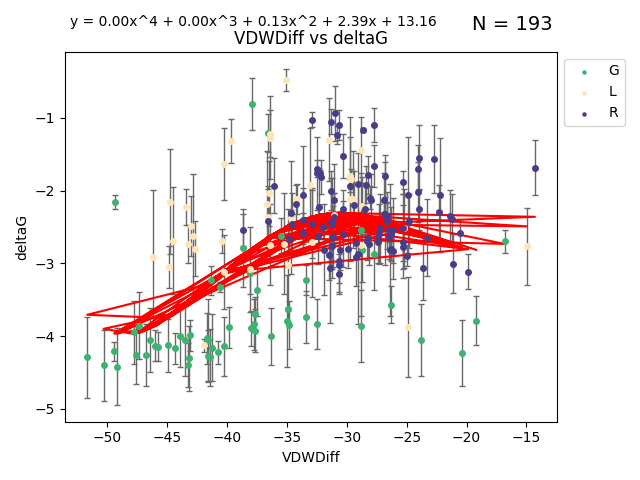 y = 0.00x^4 + 0.00x^3 + 0.13x^2 + 2.39x + 13.16
N = 193
VDWDiff vs deltaG
G
L
R
−1
−2
−3
−4
−5
deltaG
−50 −45 −40 −35 −30 −25 −20 −15
VDWDiff